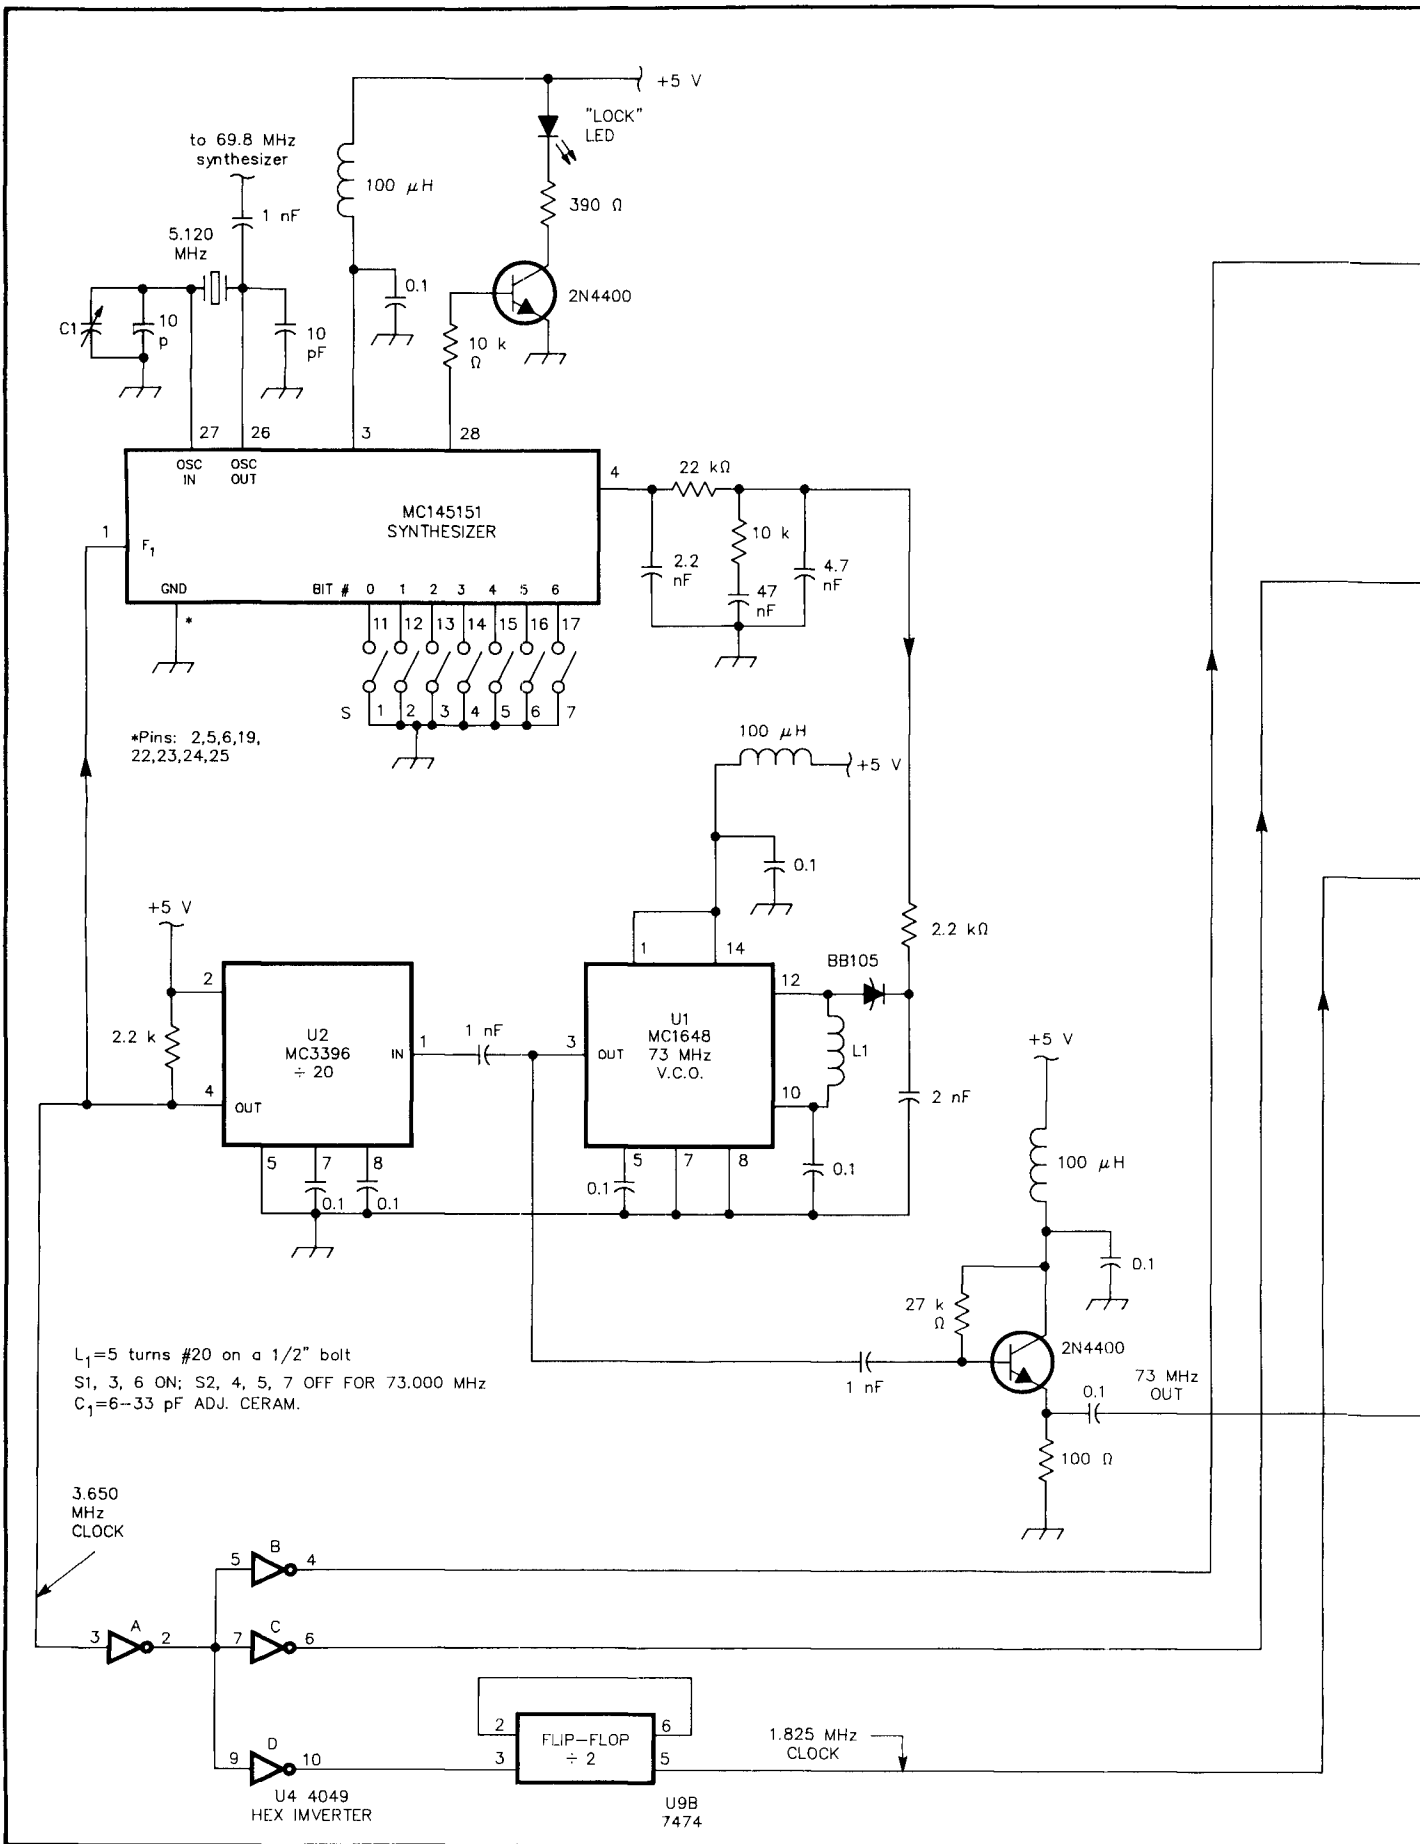 +5 V
"LOCK"
LED
to 69.8 MHz
synthesizer
100 μH
390 Ω
1 nF
5.120
MHz
0.1
2N4400
C1
10
p
10
pF
10 k
Ω
27
26
3
28
OSC
IN
OSC
OUT
4
22 kΩ
MC145151
SYNTHESIZER
1
F1
10 k
2.2
nF
4.7
nF
47
nF
GND
BIT #
0
1
2
3
4
5
6
*
11
12
13
14
15
16
17
S
1
2
3
4
5
6
7
*Pins: 2,5,6,19,
22,23,24,25
100 μH
+5 V
0.1
+5 V
2.2 kΩ
1
14
BB105
2
12
2.2 k
U2
MC3396
÷ 20
IN
1
1 nF
3
OUT
U1
MC1648
73 MHz
V.C.O.
L1
+5 V
4
OUT
10
2 nF
5
7
8
5
7
8
0.1
0.1
0.1
0.1
100 μH
0.1
27 k
Ω
2N4400
L1=5 turns #20 on a 1/2" bolt
S1, 3, 6 ON; S2, 4, 5, 7 OFF FOR 73.000 MHz
C1=6-33 pF ADJ. CERAM.
1 nF
0.1
73 MHz
OUT
100 Ω
3.650
MHz
CLOCK
B
5
4
A
3
2
C
7
6
2
FLIP-FLOP
÷ 2
6
3
5
1.825 MHz
CLOCK
D
9
10
U4 4049
HEX IMVERTER
U9B
7474